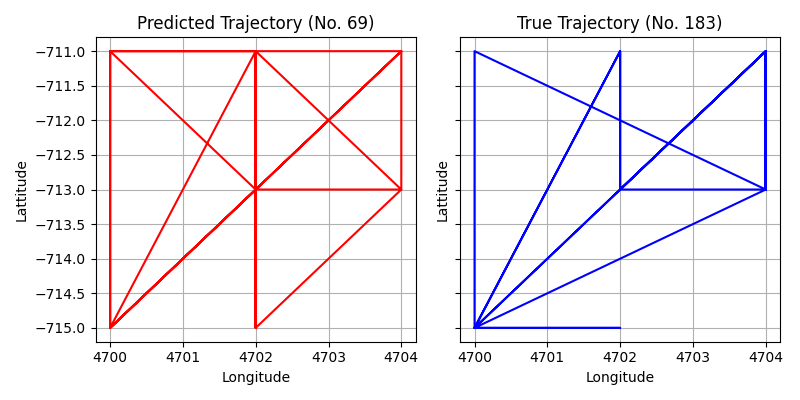 Predicted Trajectory (No. 69)
True Trajectory (No. 183)
−711.0
−711.5
−712.0
−712.5
−713.0
−713.5
−714.0
−714.5
−715.0
Lattitude
Lattitude
4700 4701 4702 4703 4704
4700 4701 4702 4703 4704
Longitude
Longitude